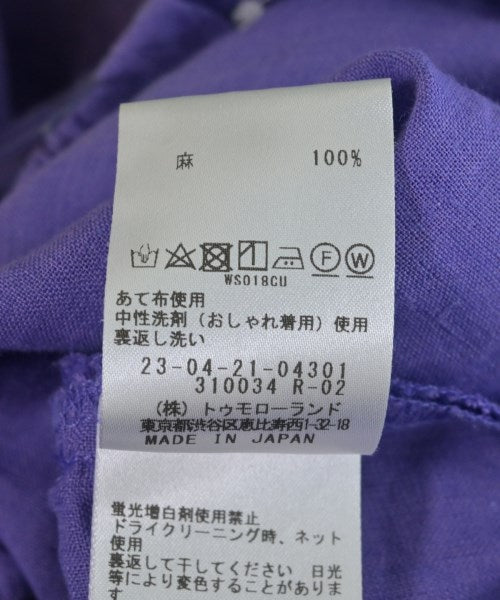 麻 100%
WS018CU
あて布使用
中性洗剤（おしゃれ着用）使用
裏返し洗い
23-04-21-04301
310034 R-02
（株）トゥモローランド
東京都渋谷区恵比寿西1-32-18
MADE IN JAPAN
蛍光増白剤使用禁止
ドライクリーニング時、ネット
使用
裏返して干してください 日光
等により変色することがありま
す